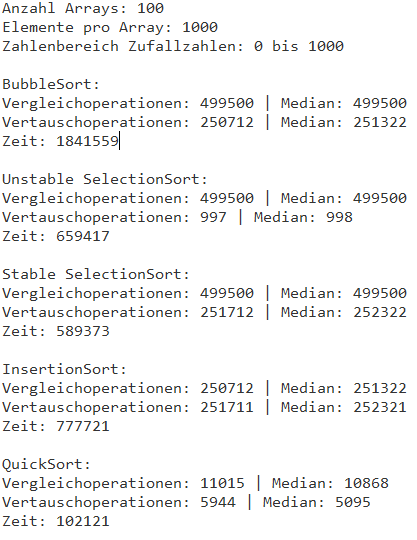 Anzahl Arrays: 100
Elemente pro Array: 1000
Zahlenbereich Zufallzahlen: 0 bis 1000
BubbleSort:
Vergleichoperationen: 499500 | Median: 499500
Vertauschoperationen: 250712 | Median: 251322
Zeit: 1841559
Unstable SelectionSort:
Vergleichoperationen: 499500 | Median: 499500
Vertauschoperationen: 997 | Median: 998
Zeit: 659417
Stable SelectionSort:
Vergleichoperationen: 499500 | Median: 499500
Vertauschoperationen: 251712 | Median: 252322
Zeit: 589373
InsertionSort:
Vergleichoperationen: 250712 | Median: 251322
Vertauschoperationen: 251711 | Median: 252321
Zeit: 777721
QuickSort:
Vergleichoperationen: 11015 | Median: 10868
Vertauschoperationen: 5944 | Median: 5095
Zeit: 102121